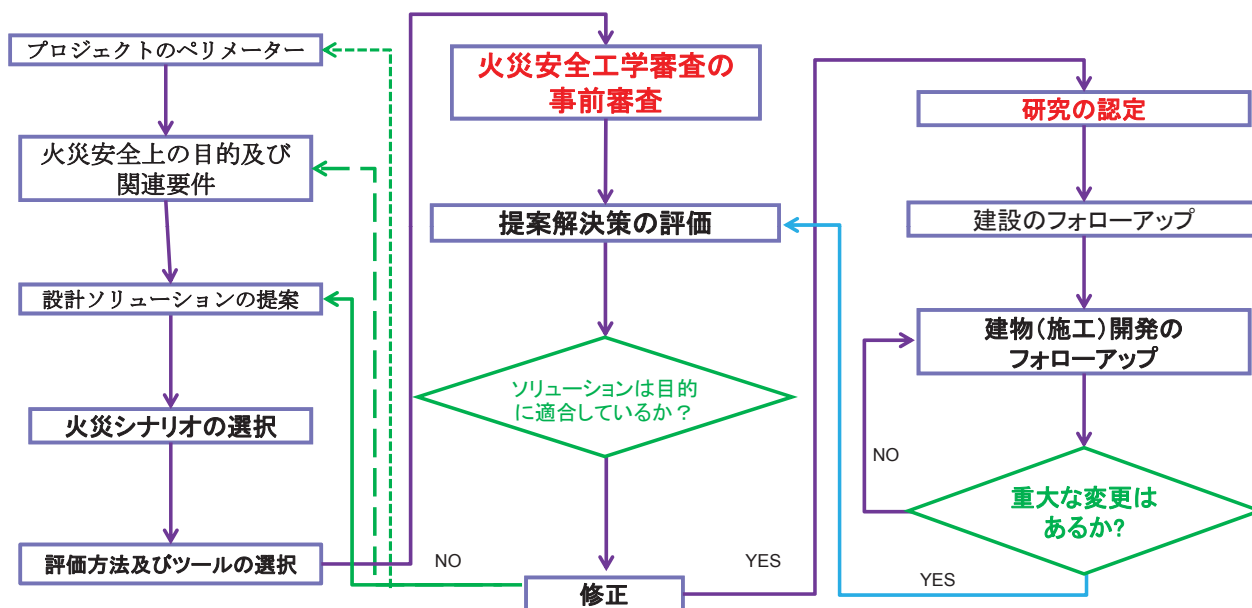 プロジェクトのペリメーター
火災安全上の目的及び
関連要件
設計ソリューションの提案
火災シナリオの選択
評価方法及びツールの選択
火災安全工学審査の
事前審査
提案解決策の評価
ソリューションは目的
に適合しているか？
NO
YES
修正
研究の認定
建設のフォローアップ
建物（施工）開発の
フォローアップ
NO
重大な変更は
あるか?
YES